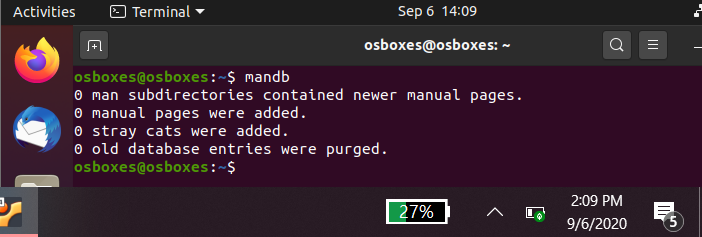 Activities Terminal Sep 6 14:09
osboxes@osboxes: ~
osboxes@osboxes:~$ mandb
0 man subdirectories contained newer manual pages.
0 manual pages were added.
0 stray cats were added.
0 old database entries were purged.
osboxes@osboxes:~$
27% 2:09 PM
9/6/2020 5